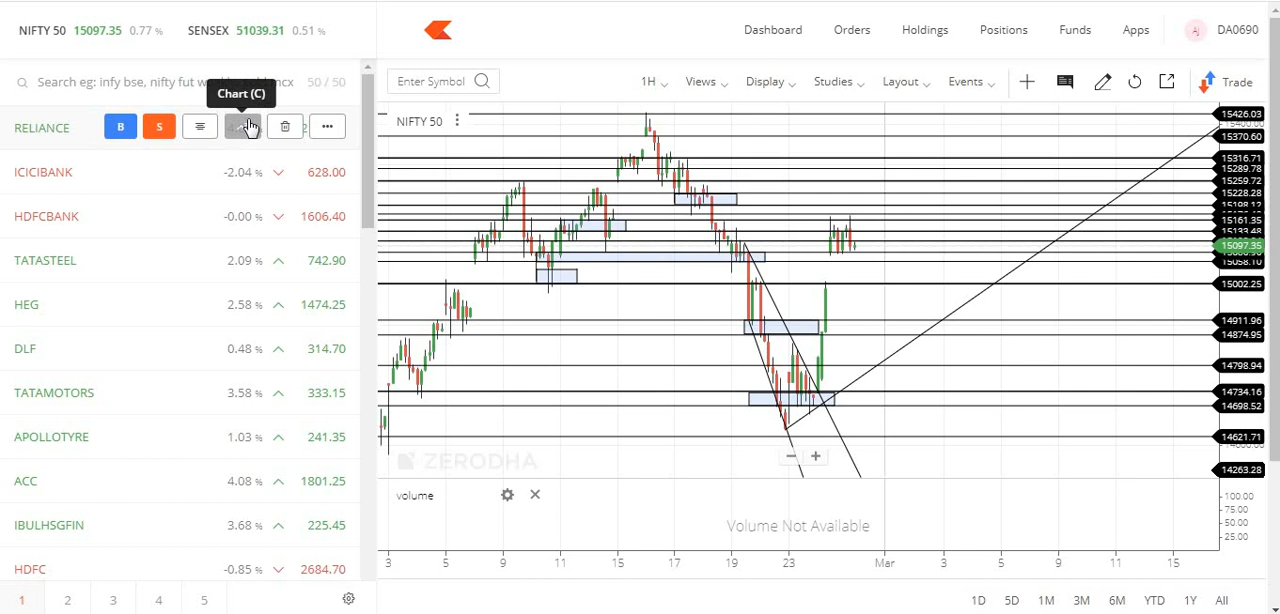 NIFTY 50 15097.35 0.77 % SENSEX 51039.31 0.51 %
Dashboard Orders Holdings Positions Funds Apps DA0690
Search eg: infy bse, nifty fut 50 / 50
Chart (C)
RELIANCE B S
ICICIBANK -2.04 % 628.00
HDFCBANK -0.00 % 1606.40
TATASTEEL 2.09 % 742.90
HEG 2.58 % 1474.25
DLF 0.48 % 314.70
TATAMOTORS 3.58 % 333.15
APOLLOTYRE 1.03 % 241.35
ACC 4.08 % 1801.25
IBULHSGFIN 3.68 % 225.45
HDFC -0.85 % 2684.70
1 2 3 4 5
Enter Symbol 1H Views Display Studies Layout Events Trade
NIFTY 50
15426.03
15370.60
15316.71
15289.78
15259.72
15228.28
15198.12
15161.35
15133.48
15097.35
15058.10
15002.25
14911.96
14874.95
14798.94
14734.16
14698.52
14621.71
14263.28
ZERODHA
volume
Volume Not Available
100.00
75.00
50.00
25.00
3 5 9 11 15 17 19 23 Mar 3 5 9 11 15
1D 5D 1M 3M 6M YTD 1Y All